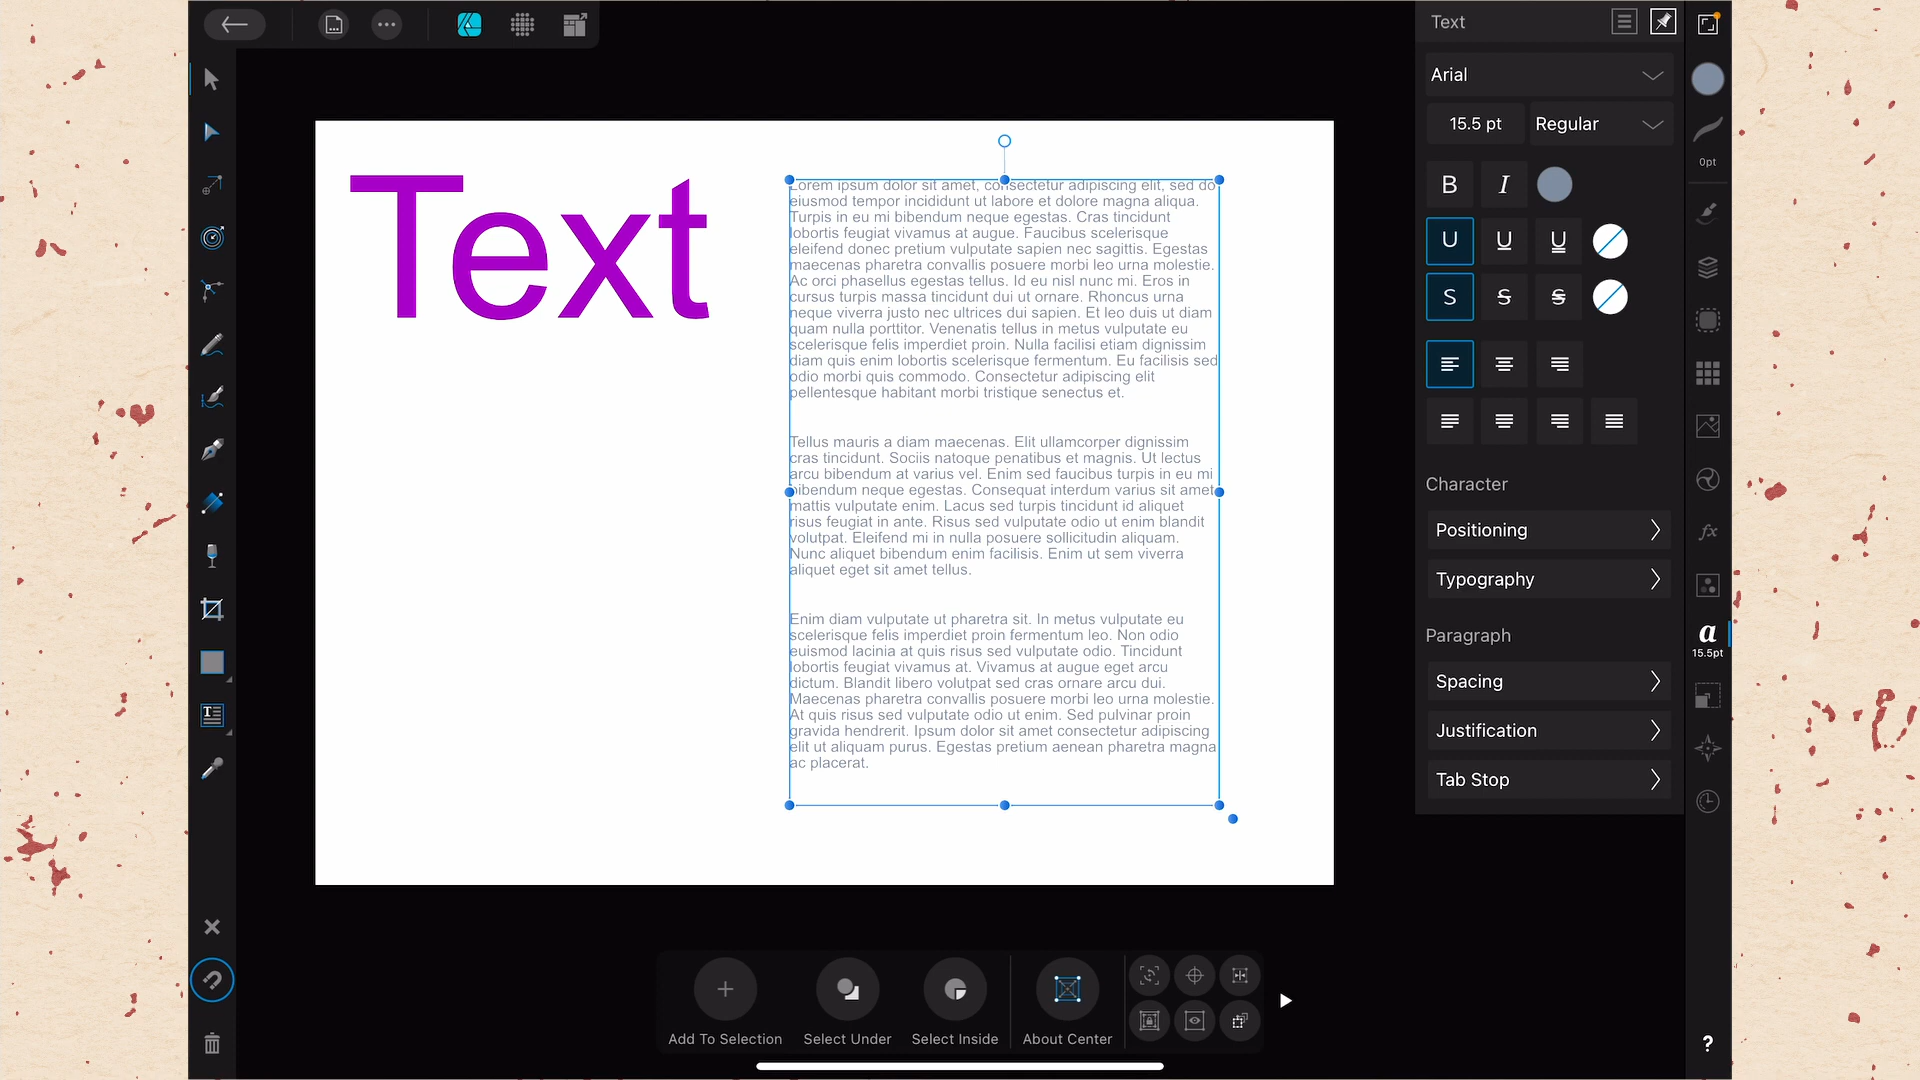 Text
Arial
15.5 pt
Regular
0pt
B
I
U
U
U
S
S
S
Character
Positioning
Typography
Paragraph
a
15.5pt
Spacing
Justification
Tab Stop
Text
Lorem ipsum dolor sit amet, consectetur adipiscing elit, sed do
eiusmod tempor incididunt ut labore et dolore magna aliqua.
Turpis in eu mi bibendum neque egestas. Cras tincidunt
lobortis feugiat vivamus at augue. Faucibus scelerisque
eleifend donec pretium vulputate sapien nec sagittis. Egestas
maecenas pharetra convallis posuere morbi leo urna molestie.
Ac orci phasellus egestas tellus. Id eu nisl nunc mi. Eros in
cursus turpis massa tincidunt dui ut ornare. Rhoncus urna
neque viverra justo nec ultrices dui sapien. Et leo duis ut diam
quam nulla porttitor. Venenatis tellus in metus vulputate eu
scelerisque felis imperdiet proin. Nulla facilisi etiam dignissim
diam quis enim lobortis scelerisque fermentum. Eu facilisis sed
odio morbi quis commodo. Consectetur adipiscing elit
pellentesque habitant morbi tristique senectus et.
Tellus mauris a diam maecenas. Elit ullamcorper dignissim
cras tincidunt. Sociis natoque penatibus et magnis. Ut lectus
arcu bibendum at varius vel. Enim sed faucibus turpis in eu mi
bibendum neque egestas. Consequat interdum varius sit amet
mattis vulputate enim. Lacus sed turpis tincidunt id aliquet
risus feugiat in ante. Risus sed vulputate odio ut enim blandit
volutpat. Eleifend mi in nulla posuere sollicitudin aliquam.
Nunc aliquet bibendum enim facilisis. Enim ut sem viverra
aliquet eget sit amet tellus.
Enim diam vulputate ut pharetra sit. In metus vulputate eu
scelerisque felis imperdiet proin fermentum leo. Non odio
euismod lacinia at quis risus sed vulputate odio. Tincidunt
lobortis feugiat vivamus at. Vivamus at augue eget arcu
dictum. Blandit libero volutpat sed cras ornare arcu dui.
Maecenas pharetra convallis posuere morbi leo urna molestie.
At quis risus sed vulputate odio ut enim. Sed pulvinar proin
gravida hendrerit. Ipsum dolor sit amet consectetur adipiscing
elit ut aliquam purus. Egestas pretium aenean pharetra magna
ac placerat.
Add To Selection
Select Under
Select Inside
About Center
?